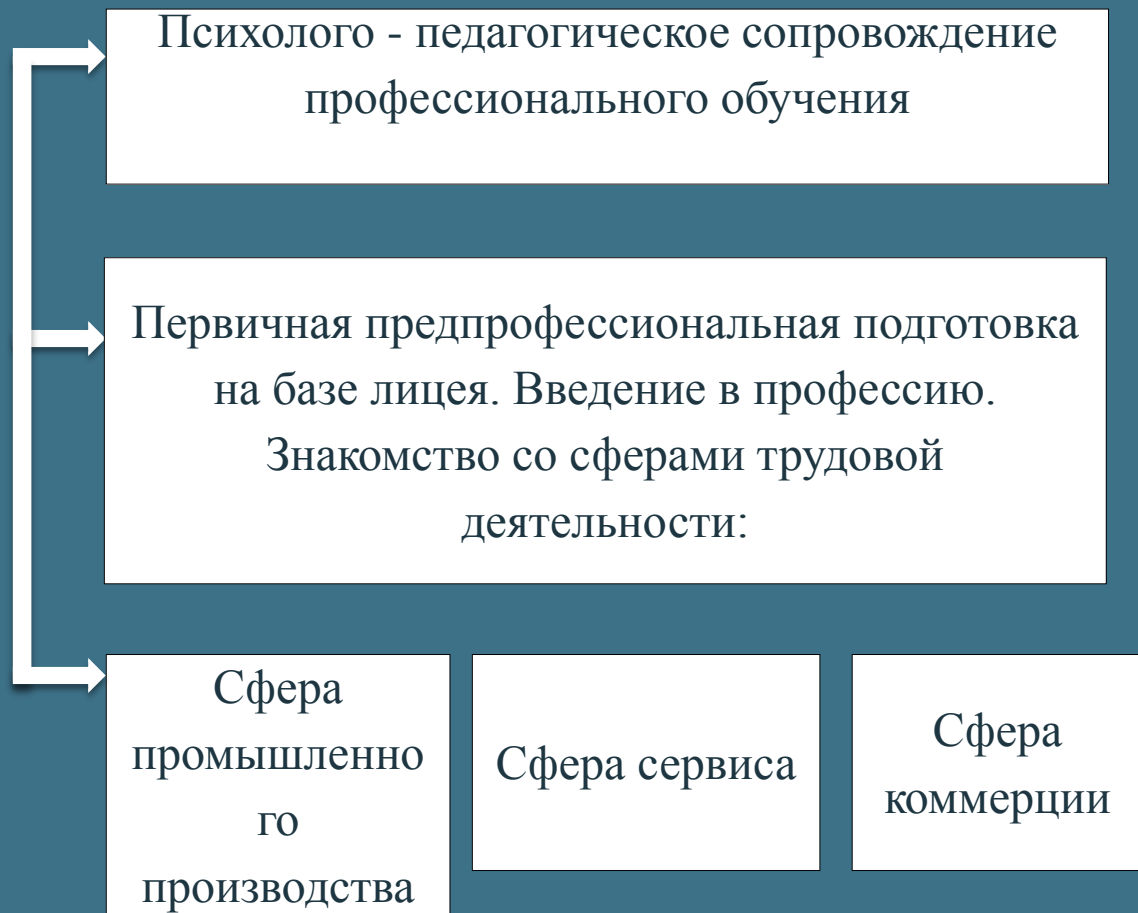 Психолого - педагогическое сопровождение
профессионального обучения
Первичная предпрофессиональная подготовка
на базе лицея. Введение в профессию.
Знакомство со сферами трудовой
деятельности:
Сфера
промышленно
го
производства
Сфера сервиса
Сфера
коммерции